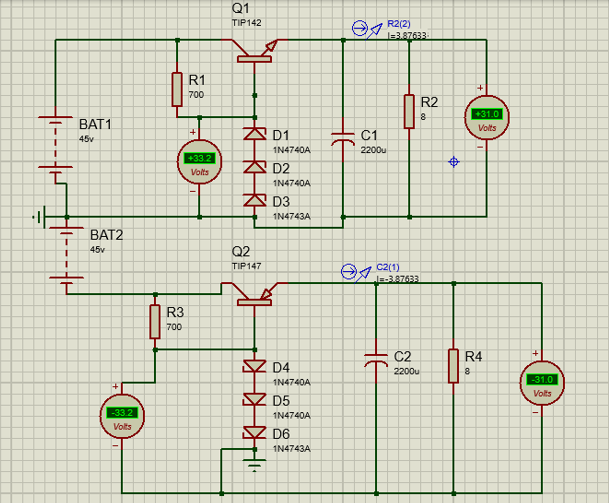 Q1
TIP142
R2(2)
I=3.87633
R1
700
BAT1
45v
+
+33.2
Volts
−
D1
1N4740A
D2
1N4740A
D3
1N4743A
C1
2200u
R2
8
+
+31.0
Volts
−
BAT2
45v
Q2
TIP147
C2(1)
I=-3.87633
R3
700
+
-33.2
Volts
−
D4
1N4740A
D5
1N4740A
D6
1N4743A
C2
2200u
R4
8
+
-31.0
Volts
−